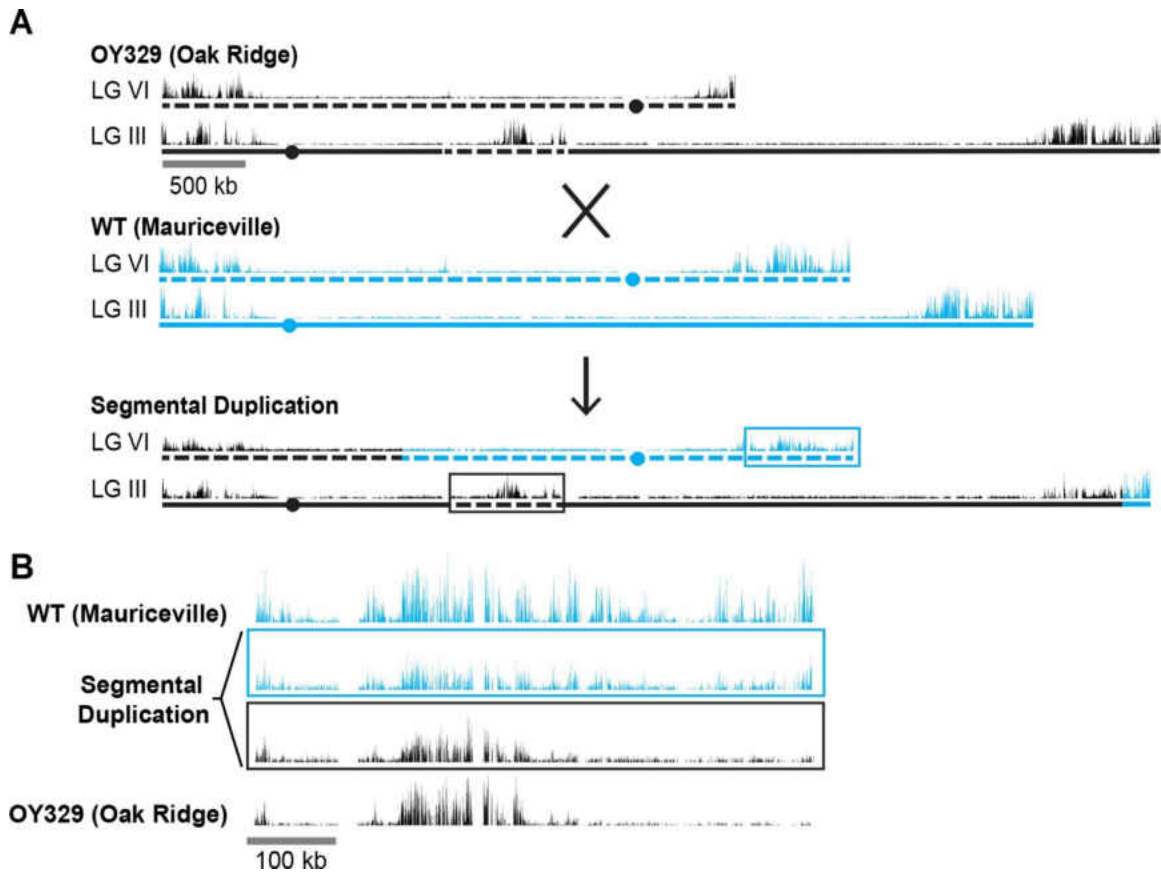 A
OY329 (Oak Ridge)
LG VI
LG III
500 kb
WT (Mauriceville)
LG VI
LG III
Segmental Duplication
LG VI
LG III
B
WT (Mauriceville)
Segmental
Duplication
OY329 (Oak Ridge)
100 kb